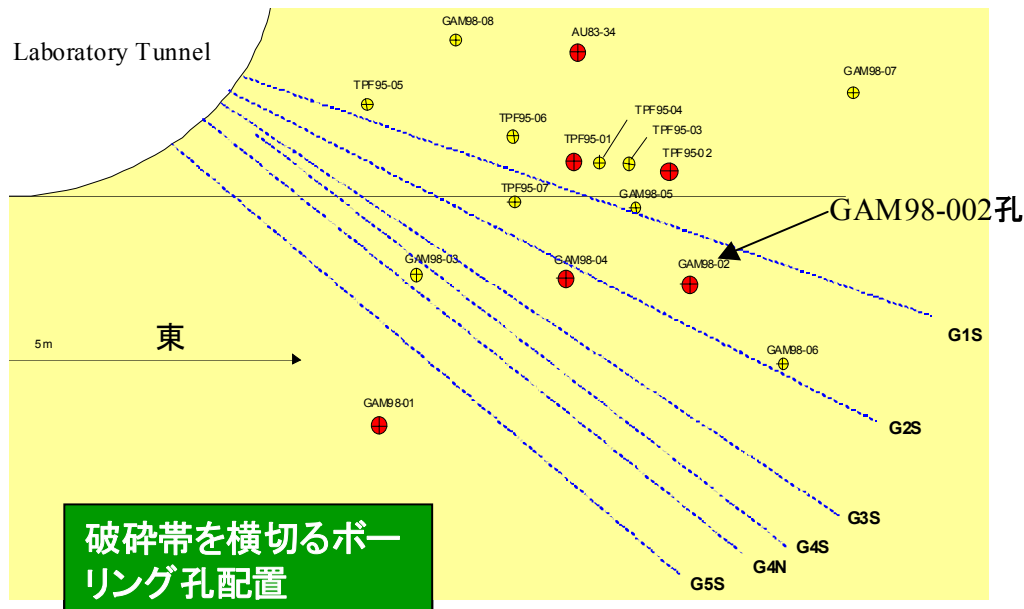 GAM98-08
AU83-34
Laboratory Tunnel
GAM98-07
TPF95-05
TPF95-04
TPF95-06
TPF95-03
TPF95-01
TPF95-02
TPF95-07
GAM98-05
GAM98-002孔
GAM98-03
GAM98-04
GAM98-02
東
5m
G1S
GAM98-06
GAM98-01
G2S
G3S
破砕帯を横切るボー
リング孔配置
G4S
G4N
G5S